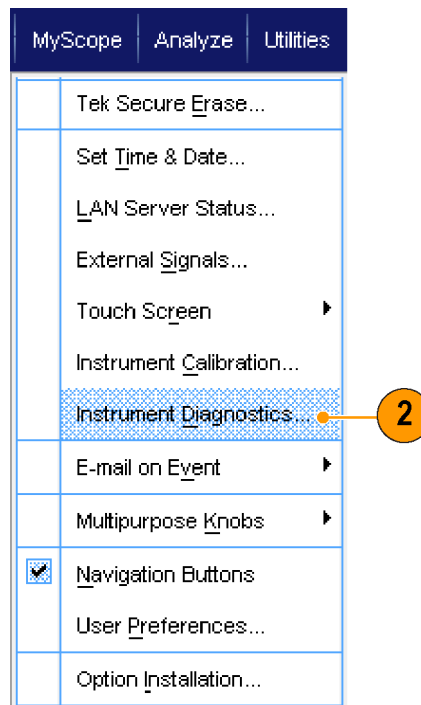 MyScope Analyze Utilities
Tek Secure Erase...
Set Time & Date...
LAN Server Status...
External Signals...
Touch Screen
Instrument Calibration...
Instrument Diagnostics...
2
E-mail on Event
Multipurpose Knobs
Navigation Buttons
User Preferences...
Option Installation...